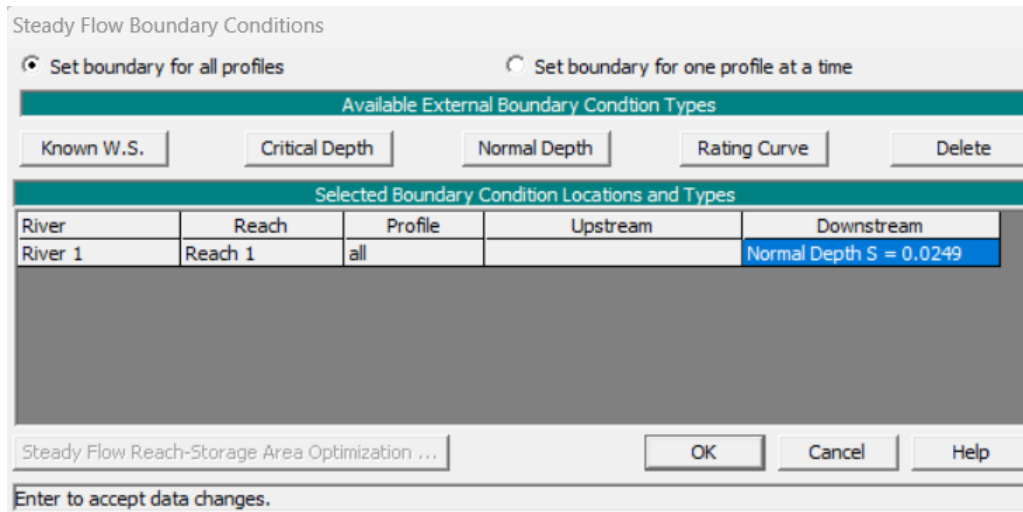 Steady Flow Boundary Conditions
Set boundary for all profiles Set boundary for one profile at a time
Available External Boundary Condtion Types
Known W.S. Critical Depth Normal Depth Rating Curve Delete
Selected Boundary Condition Locations and Types
River Reach Profile Upstream Downstream
River 1 Reach 1 all Normal Depth S = 0.0249
Steady Flow Reach-Storage Area Optimization ... OK Cancel Help
Enter to accept data changes.